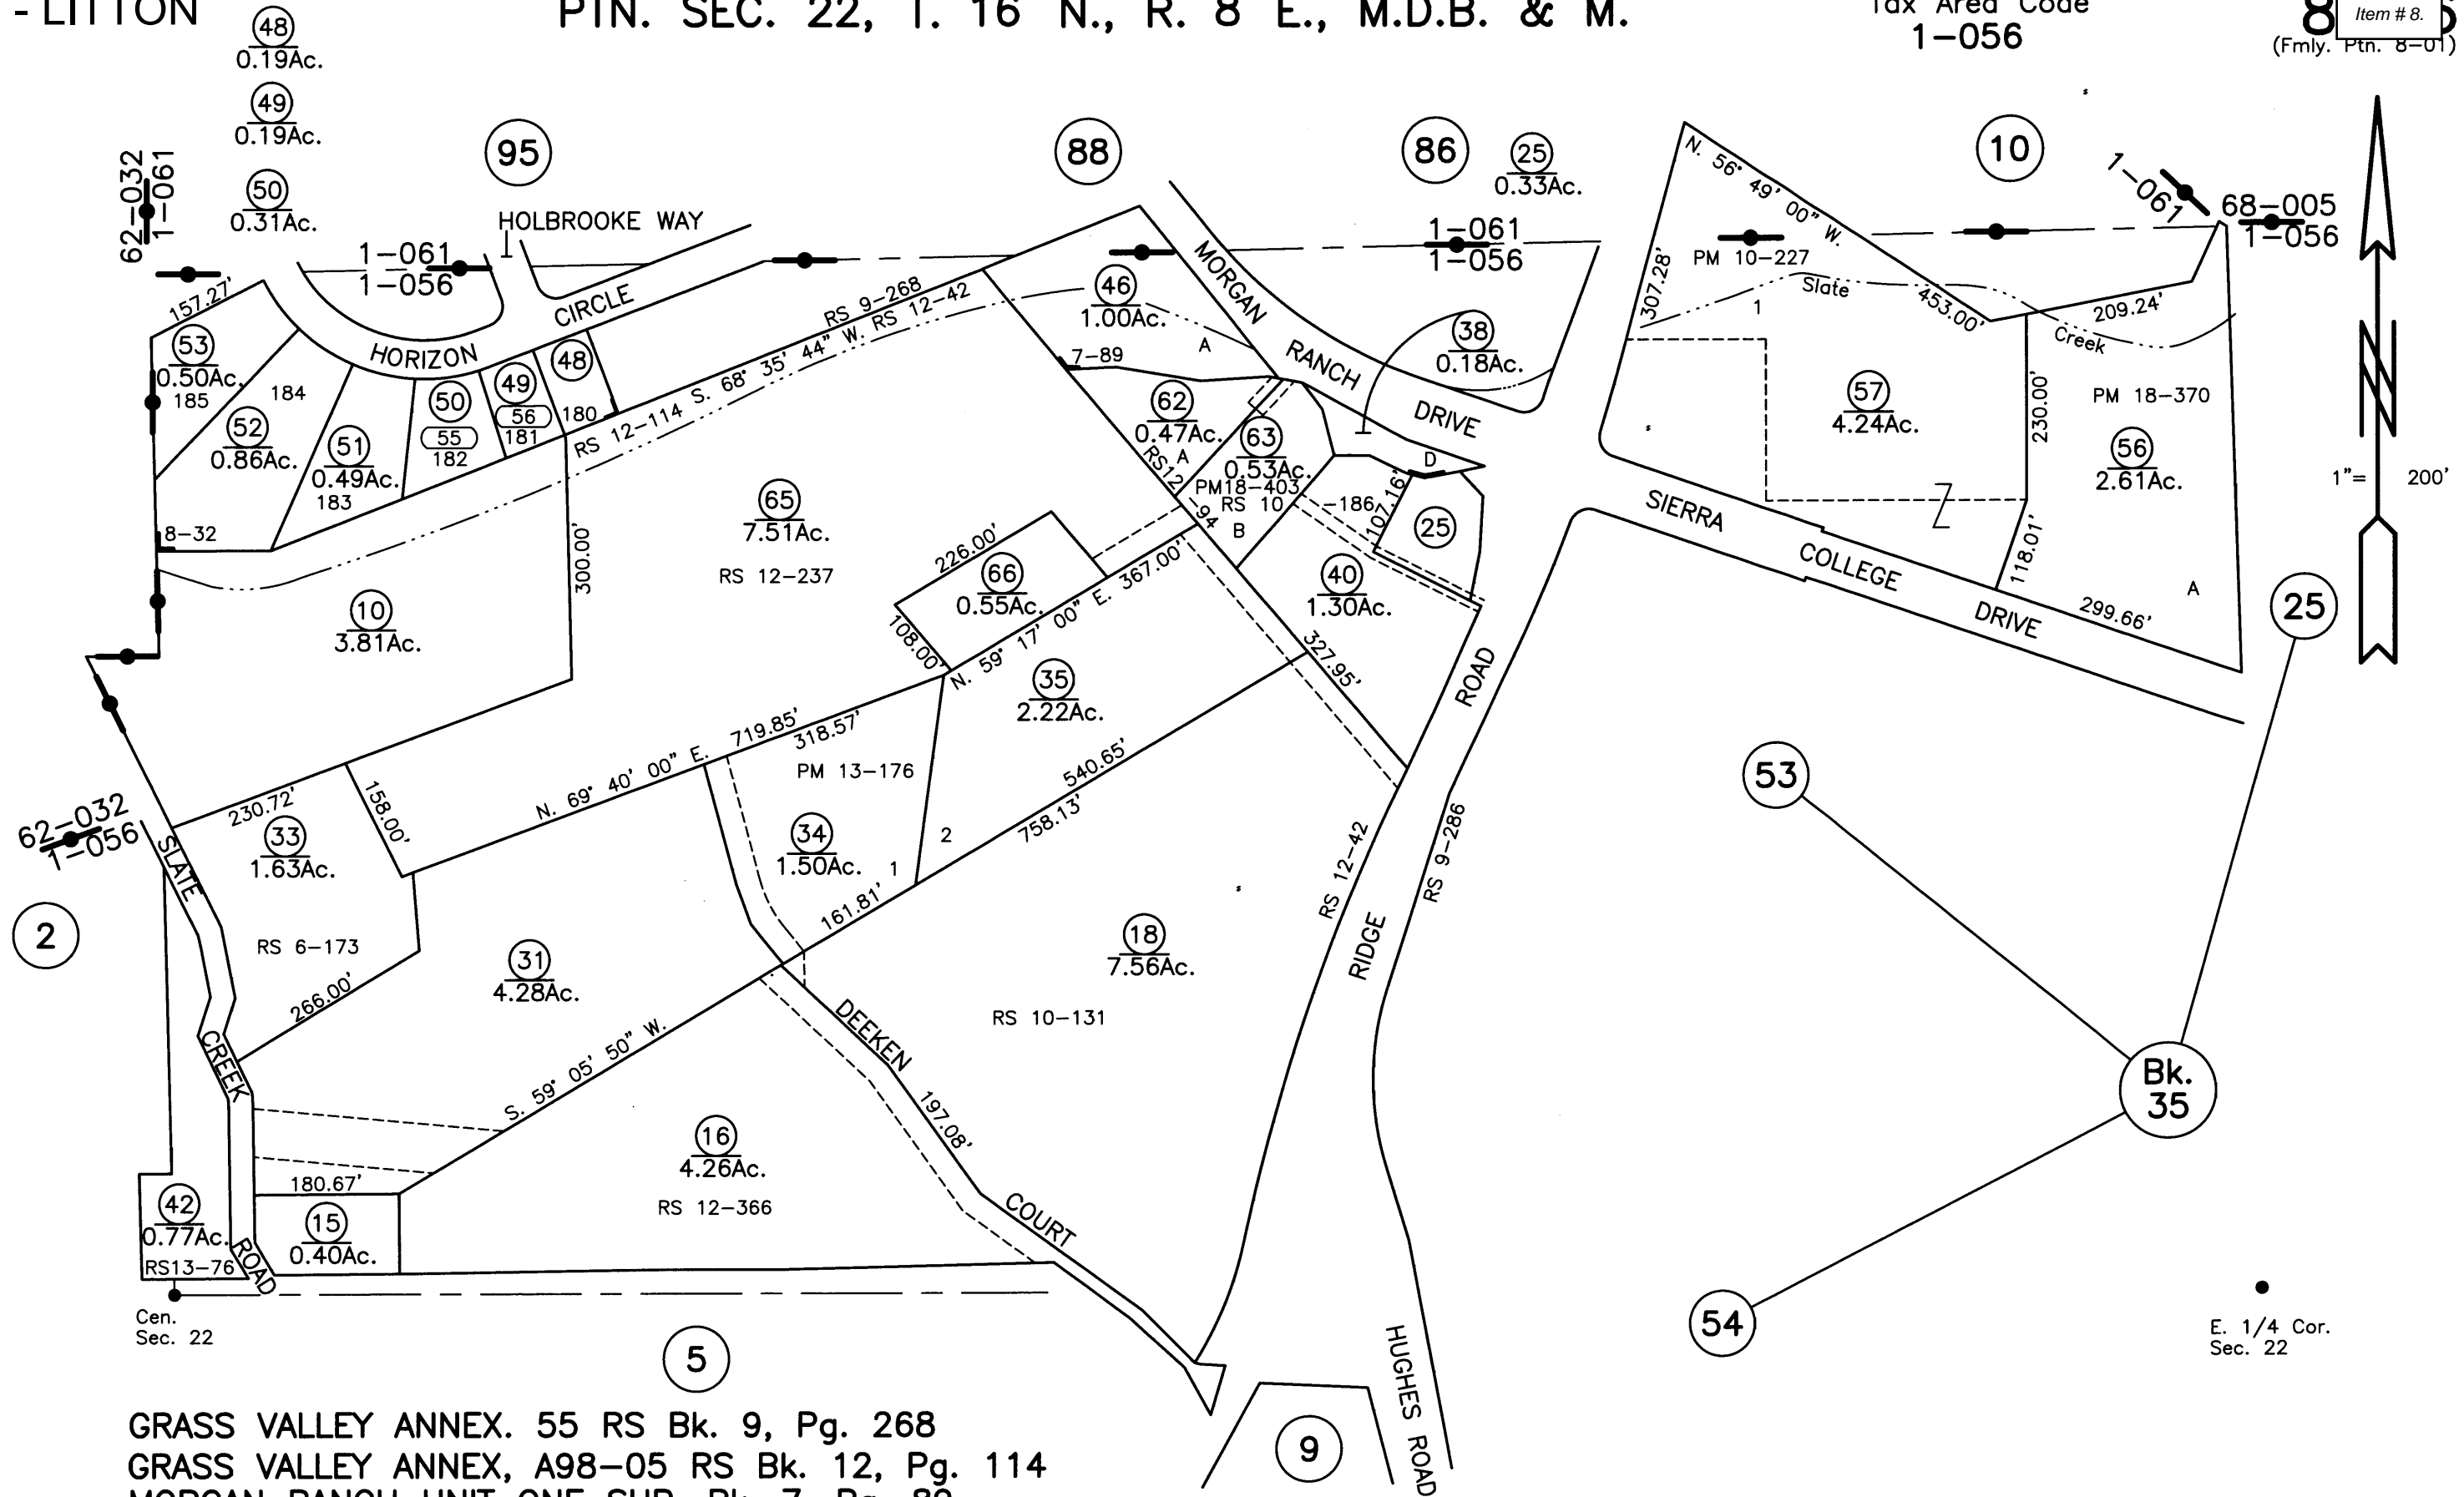 - LITTON
PTN. SEC. 22, T. 16 N., R. 8 E., M.D.B. & M.
Tax Area Code
1-056
8
Item # 8.
(Fmly. Ptn. 8-01)
48
0.19Ac.
49
0.19Ac.
50
0.31Ac.
95
88
86
25
0.33Ac.
10
62-032
1-061
HOLBROOKE WAY
1-061
1-056
1-061
1-056
1-061
68-005
1-056
N. 56° 49' 00" W.
PM 10-227
307.28'
Slate
1
453.00'
209.24'
Creek
157.27'
53
0.50Ac.
185
184
52
0.86Ac.
51
0.49Ac.
183
50
55
182
49
56
181
48
180
HORIZON
CIRCLE
RS 9-268
S. 68° 35' 44" W.
RS 12-42
RS 12-114
46
1.00Ac.
A
7-89
MORGAN
RANCH
DRIVE
38
0.18Ac.
57
4.24Ac.
230.00'
PM 18-370
56
2.61Ac.
1"= 200'
62
0.47Ac.
A
63
0.53Ac.
PM18-403
RS 10
-186
B
RS12
-94
D
107.16'
25
8-32
10
3.81Ac.
300.00'
65
7.51Ac.
RS 12-237
226.00'
66
0.55Ac.
108.00'
N. 59° 17' 00" E.
367.00'
40
1.30Ac.
327.95'
SIERRA
COLLEGE
DRIVE
118.01'
299.66'
A
25
35
2.22Ac.
719.85'
318.57'
N. 69° 40' 00" E.
PM 13-176
540.65'
758.13'
34
1.50Ac.
1
2
161.81'
230.72'
158.00'
33
1.63Ac.
RS 6-173
62-032
1-056
SLATE
CREEK
ROAD
2
266.00'
31
4.28Ac.
S. 59° 05' 50" W.
18
7.56Ac.
RS 10-131
ROAD
RS 12-42
RS 9-286
RIDGE
53
Bk.
35
54
DEEKEN
197.08'
COURT
16
4.26Ac.
RS 12-366
180.67'
15
0.40Ac.
42
0.77Ac.
RS13-76
Cen.
Sec. 22
5
9
HUGHES ROAD
E. 1/4 Cor.
Sec. 22
GRASS VALLEY ANNEX. 55 RS Bk. 9, Pg. 268
GRASS VALLEY ANNEX, A98-05 RS Bk. 12, Pg. 114
MORGAN RANCH UNIT ONE SUB. Bk. 7, Pg. 89